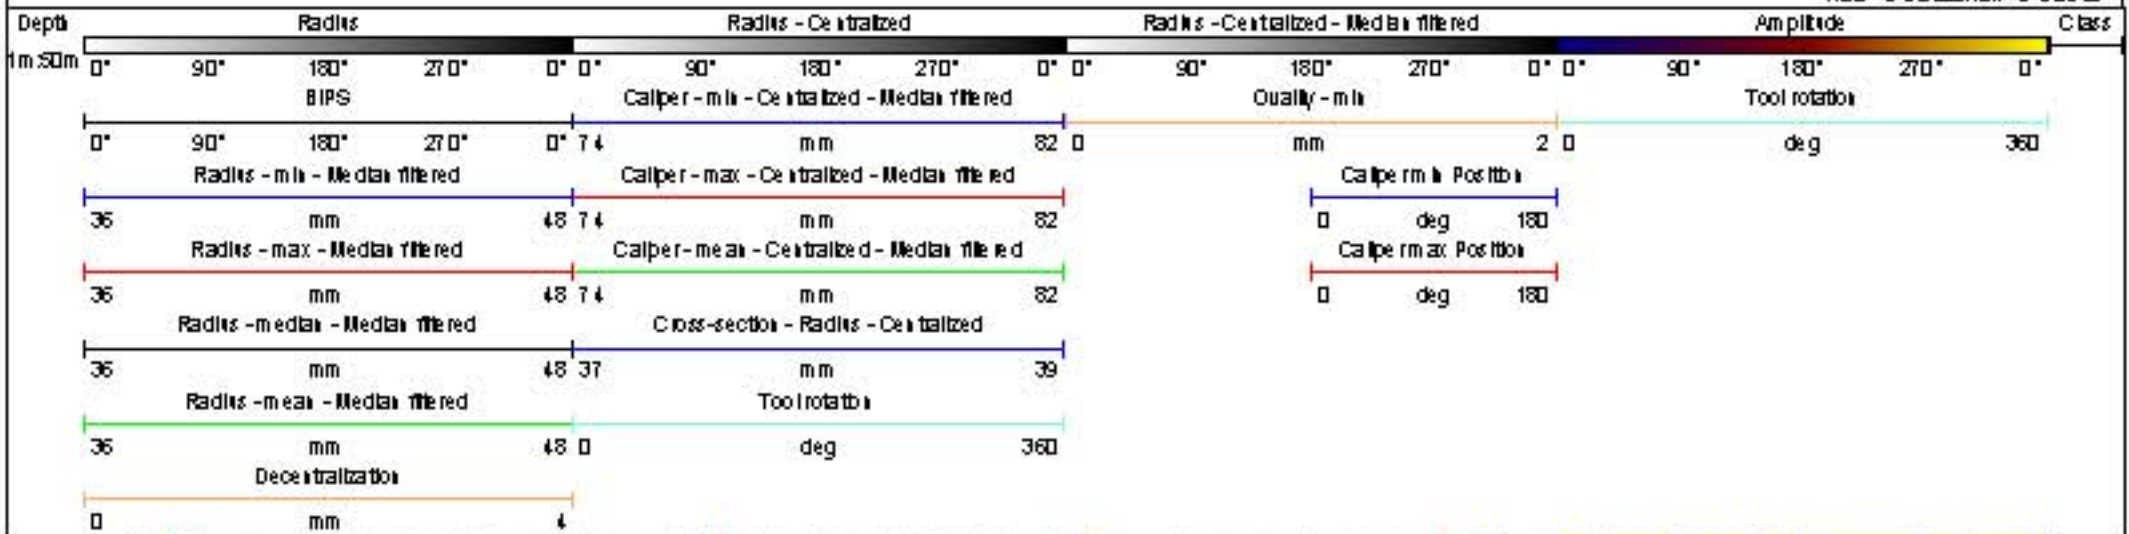 Depth Radius Radius - Centralized Radius - Centralized - Median filtered Amplitude Class
1m:50m 0° 90° 180° 270° 0° 0° 90° 180° 270° 0° 0° 90° 180° 270° 0° 0° 90° 180° 270° 0°
BIPS Caliper - min - Centralized - Median filtered Quality - min Tool rotation
0° 90° 180° 270° 0° 74 mm 82 0 mm 2 0 deg 360
Radius - min - Median filtered Caliper - max - Centralized - Median filtered Caliper min Position
36 mm 48 74 mm 82 0 deg 180
Radius - max - Median filtered Caliper - mean - Centralized - Median filtered Caliper max Position
36 mm 48 74 mm 82 0 deg 180
Radius - median - Median filtered Cross-section - Radius - Centralized
36 mm 48 37 mm 39
Radius - mean - Median filtered Tool rotation
36 mm 48 0 deg 360
Decentralization
0 mm 4